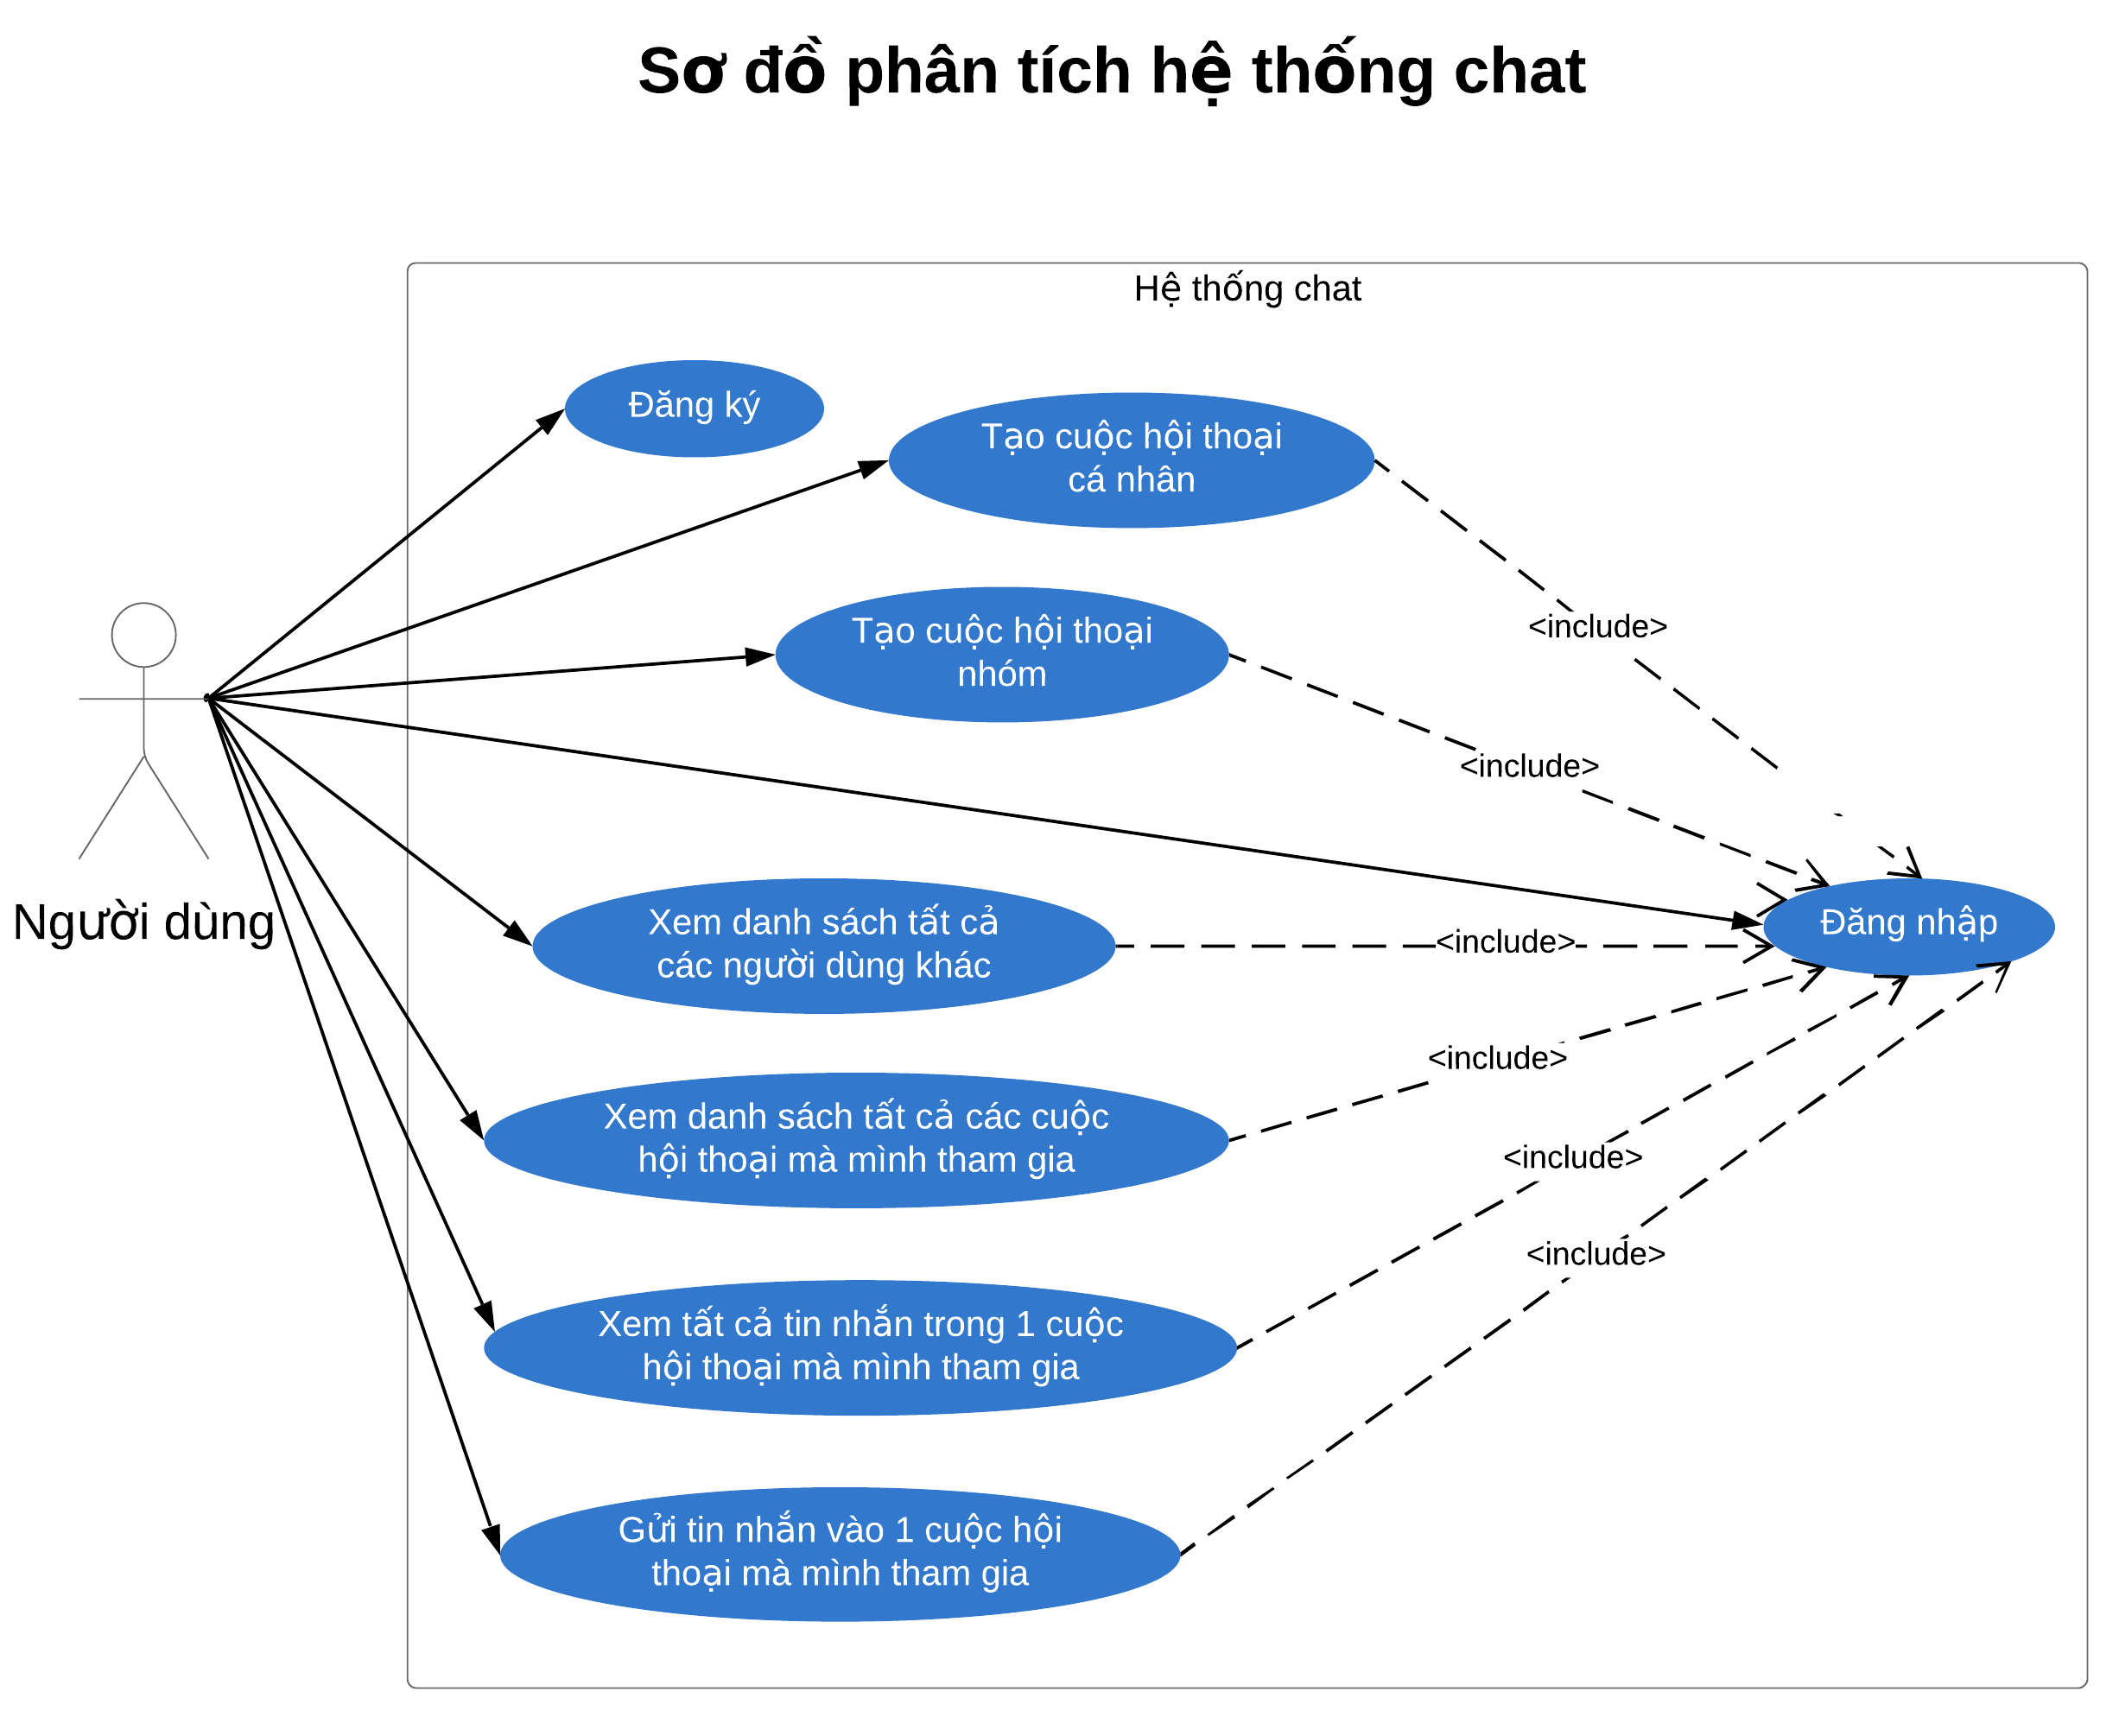 Sơ đồ phân tích hệ thống chat
Hệ thống chat
Đăng ký
Tạo cuộc hội thoại
cá nhân
<include>
Tạo cuộc hội thoại
nhóm
<include>
Người dùng
Xem danh sách tất cả
các người dùng khác
<include>
Đăng nhập
Xem danh sách tất cả các cuộc
hội thoại mà mình tham gia
<include>
<include>
Xem tất cả tin nhắn trong 1 cuộc
hội thoại mà mình tham gia
<include>
Gửi tin nhắn vào 1 cuộc hội
thoại mà mình tham gia